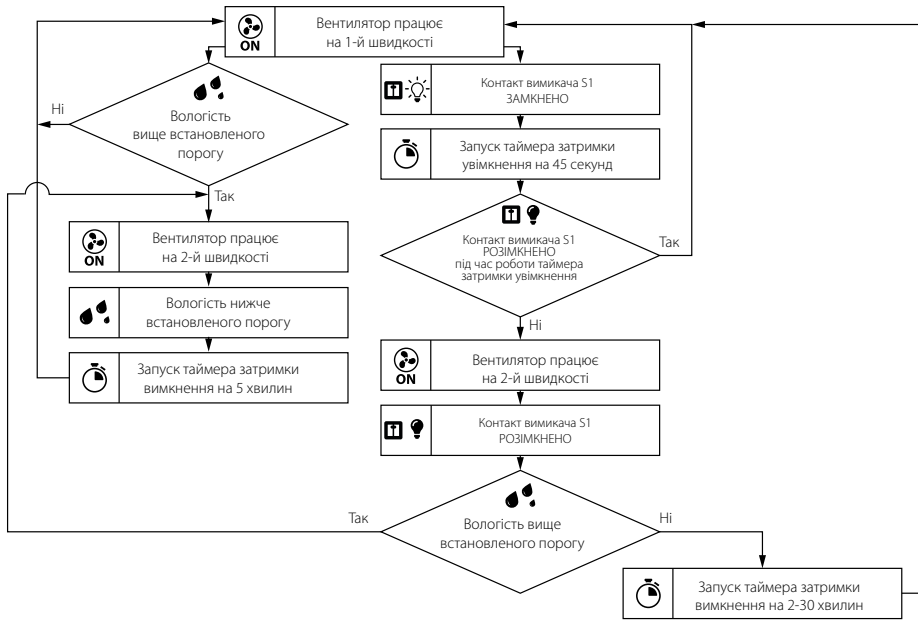 ON
Вентилятор працює
на 1-й швидкості
Ні
Вологість
вище встановленого
порогу
Так
ON
Вентилятор працює
на 2-й швидкості
Вологість нижче
встановленого порогу
Запуск таймера затримки
вимкнення на 5 хвилин
Контакт вимикача S1
ЗАМКНЕНО
Запуск таймера затримки
увімкнення на 45 секунд
Контакт вимикача S1
РОЗІМКНЕНО
під час роботи таймера
затримки увімкнення
Так
Ні
ON
Вентилятор працює
на 2-й швидкості
Контакт вимикача S1
РОЗІМКНЕНО
Так
Вологість вище
встановленого порогу
Ні
Запуск таймера затримки
вимкнення на 2-30 хвилин